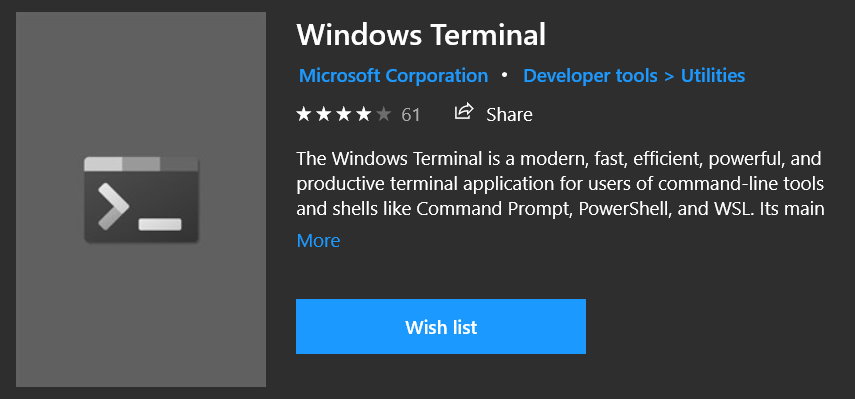 Windows Terminal
Microsoft Corporation • Developer tools > Utilities
61 Share
The Windows Terminal is a modern, fast, efficient, powerful, and
productive terminal application for users of command-line tools
and shells like Command Prompt, PowerShell, and WSL. Its main
More
Wish list